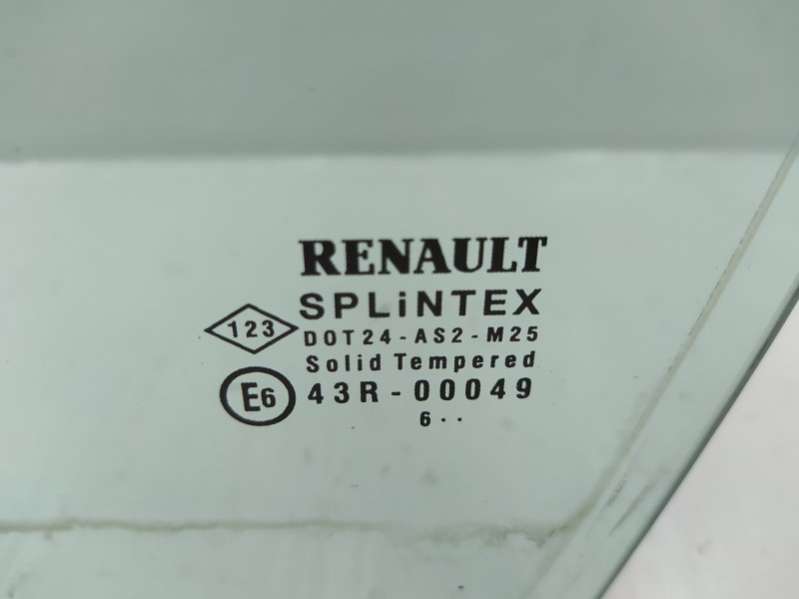 RENAULT
SPLiNTEX
123
DOT24-AS2-M25
Solid Tempered
E6 43R-00049
6..